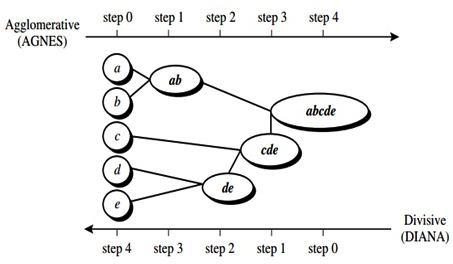 Agglomerative
(AGNES)
step 0 step 1 step 2 step 3 step 4
a
ab
b
abcde
c
cde
d
de
e
Divisive
(DIANA)
step 4 step 3 step 2 step 1 step 0